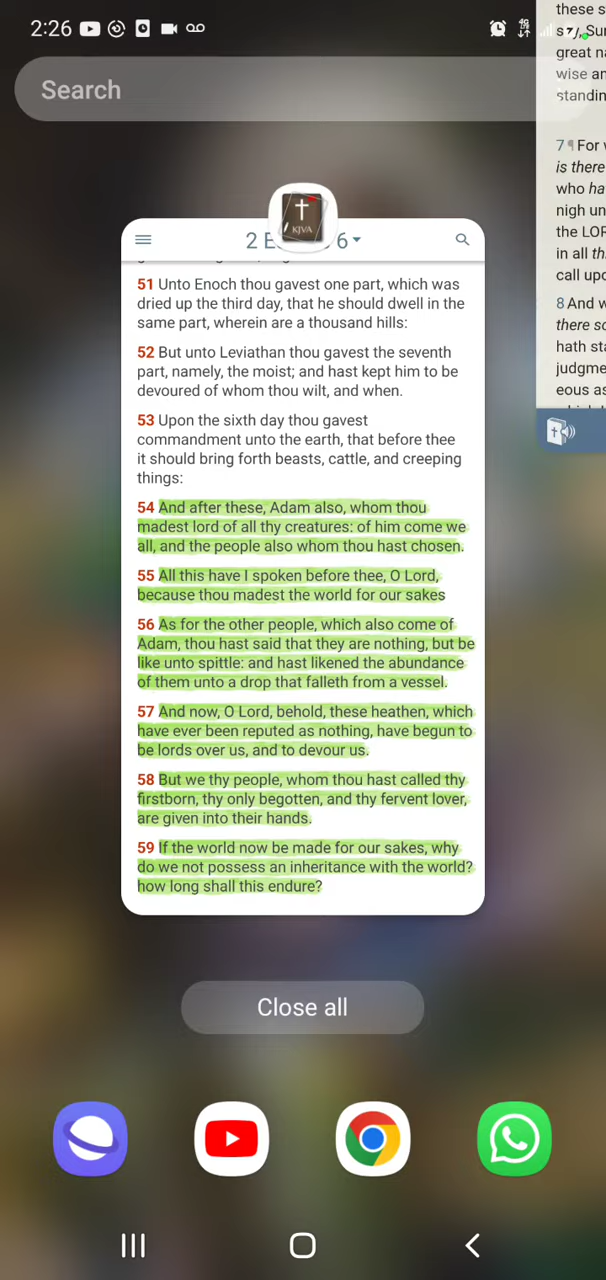 2:26
4G
Search
KJVA
2 E 6
51 Unto Enoch thou gavest one part, which was
dried up the third day, that he should dwell in the
same part, wherein are a thousand hills:
52 But unto Leviathan thou gavest the seventh
part, namely, the moist; and hast kept him to be
devoured of whom thou wilt, and when.
53 Upon the sixth day thou gavest
commandment unto the earth, that before thee
it should bring forth beasts, cattle, and creeping
things:
54 And after these, Adam also, whom thou
madest lord of all thy creatures: of him come we
all, and the people also whom thou hast chosen.
55 All this have I spoken before thee, O Lord,
because thou madest the world for our sakes
56 As for the other people, which also come of
Adam, thou hast said that they are nothing, but be
like unto spittle: and hast likened the abundance
of them unto a drop that falleth from a vessel.
57 And now, O Lord, behold, these heathen, which
have ever been reputed as nothing, have begun to
be lords over us, and to devour us.
58 But we thy people, whom thou hast called thy
firstborn, thy only begotten, and thy fervent lover,
are given into their hands.
59 If the world now be made for our sakes, why
do we not possess an inheritance with the world?
how long shall this endure?
these s
say, Sur
great na
wise an
standin
7 ¶ For w
is there
who ha
nigh un
the LOR
in all th
call upo
8 And w
there so
hath sta
judgme
eous as
Close all